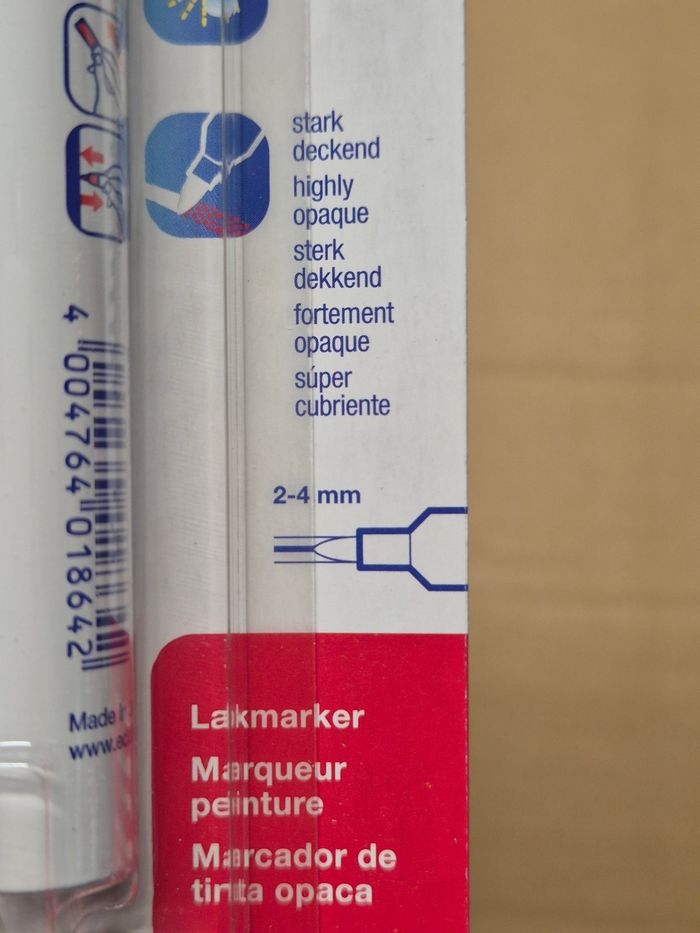 stark
deckend
highly
opaque
sterk
dekkend
fortement
opaque
súper
cubriente
2-4 mm
Lakmarker
Marqueur
peinture
Marcador de
tinta opaca
4 004764 018642
Made